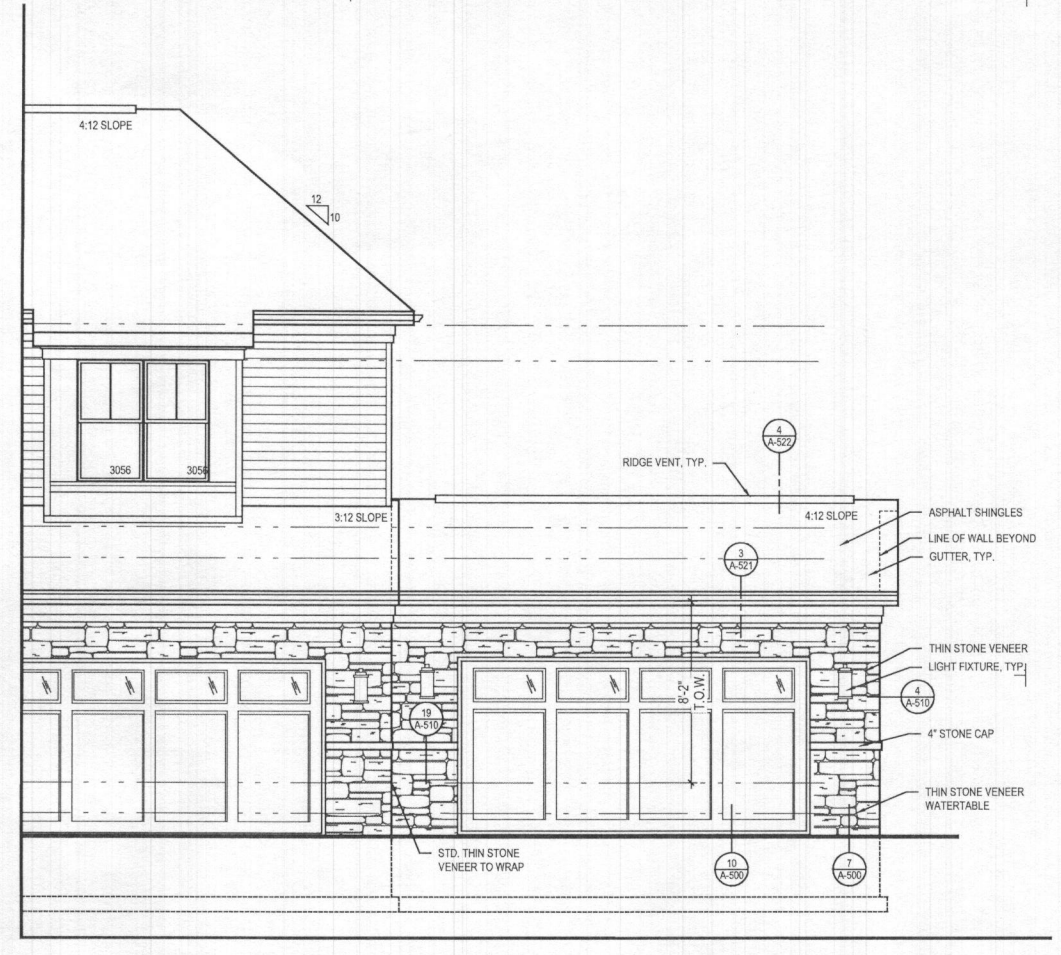 4:12 SLOPE
12
10
3056
3056
3:12 SLOPE
RIDGE VENT, TYP.
4
A-522
4:12 SLOPE
ASPHALT SHINGLES
LINE OF WALL BEYOND
GUTTER, TYP.
3
A-521
THIN STONE VENEER
LIGHT FIXTURE, TYP.
4
A-510
8'-2"
T.O.W.
19
A-510
4" STONE CAP
THIN STONE VENEER
WATERTABLE
STD. THIN STONE
VENEER TO WRAP
10
A-500
7
A-500